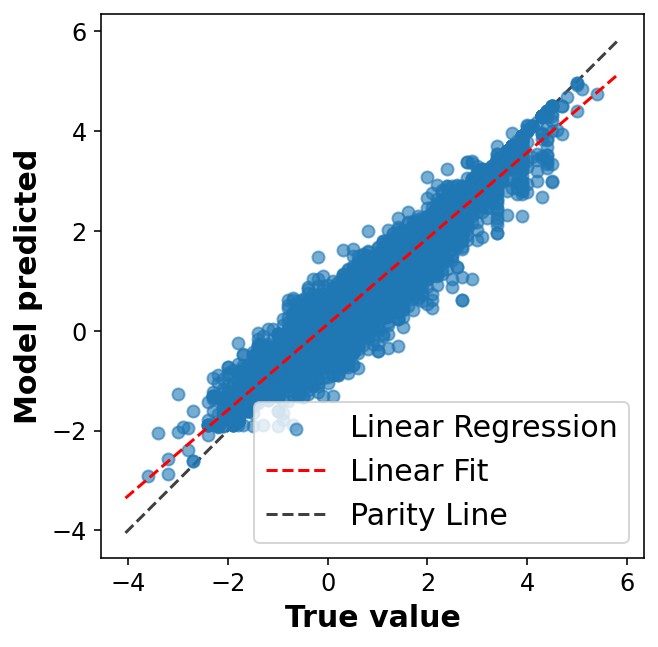 6
4
2
0
−2
−4
Model predicted
Linear Regression
Linear Fit
Parity Line
−4 −2 0 2 4 6
True value